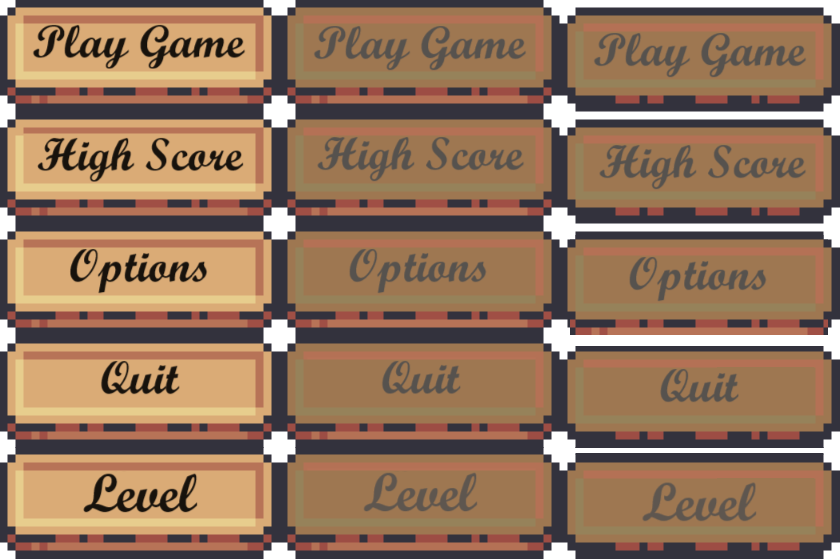 Play Game Play Game Play Game
High Score High Score High Score
Options Options Options
Quit Quit Quit
Level Level Level